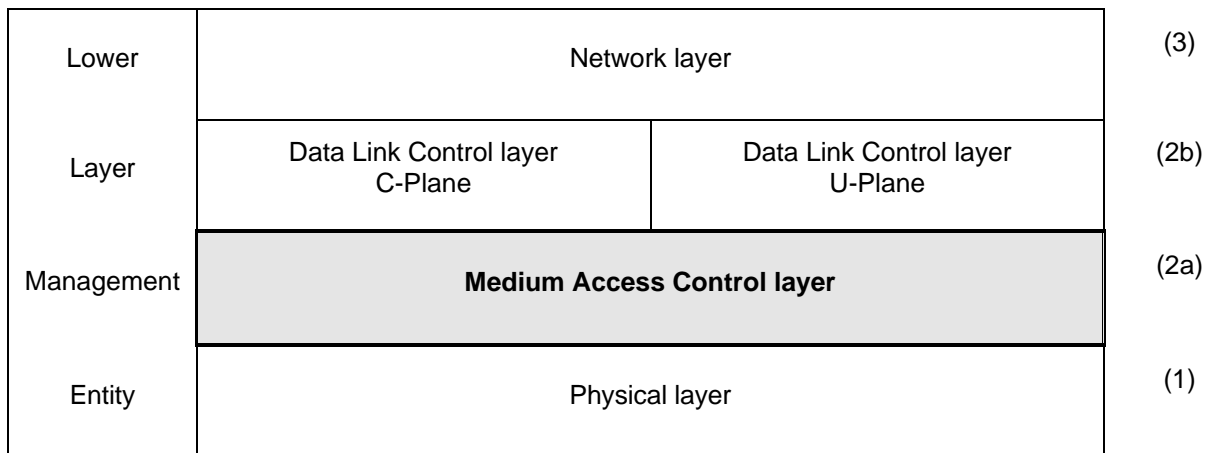 Lower
Network layer
(3)
Layer
Data Link Control layer
C-Plane
Data Link Control layer
U-Plane
(2b)
Management
Medium Access Control layer
(2a)
Entity
Physical layer
(1)